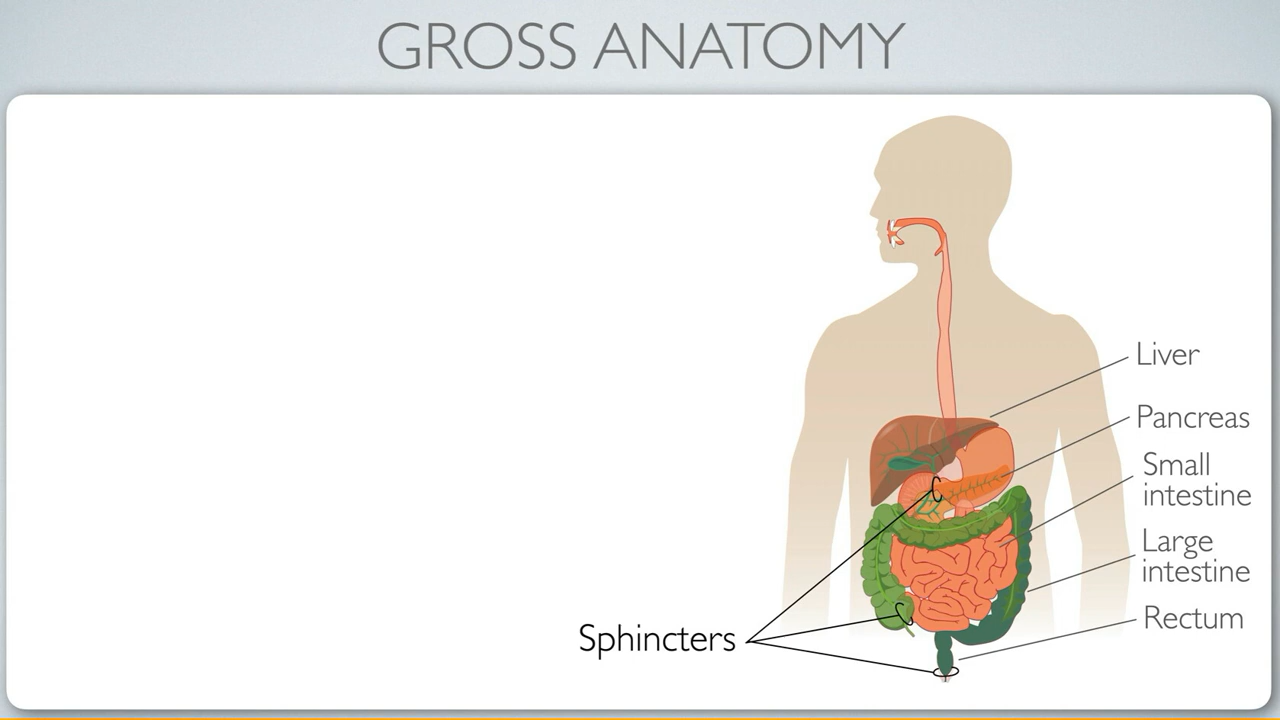 GROSS ANATOMY
Liver
Pancreas
Small
intestine
Large
intestine
Rectum
Sphincters